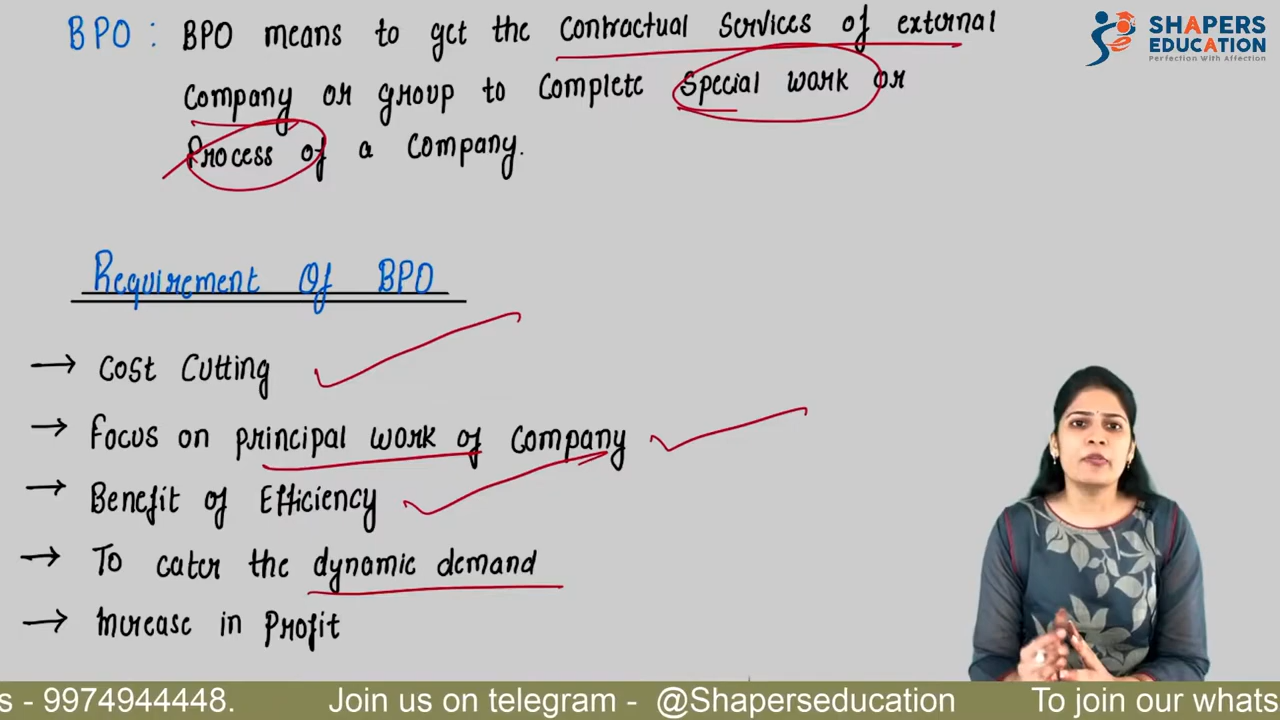 BPO : BPO means to get the Contractual Services of external
Company or group to Complete Special work or
Process of a Company.
Requirement Of BPO
→ Cost Cutting
→ Focus on principal work of Company
→ Benefit of Efficiency
→ To cater the dynamic demand
→ Increase in Profit
SHAPERS
EDUCATION
Perfection With Affection
s - 9974944448.
Join us on telegram - @Shaperseducation
To join our whats